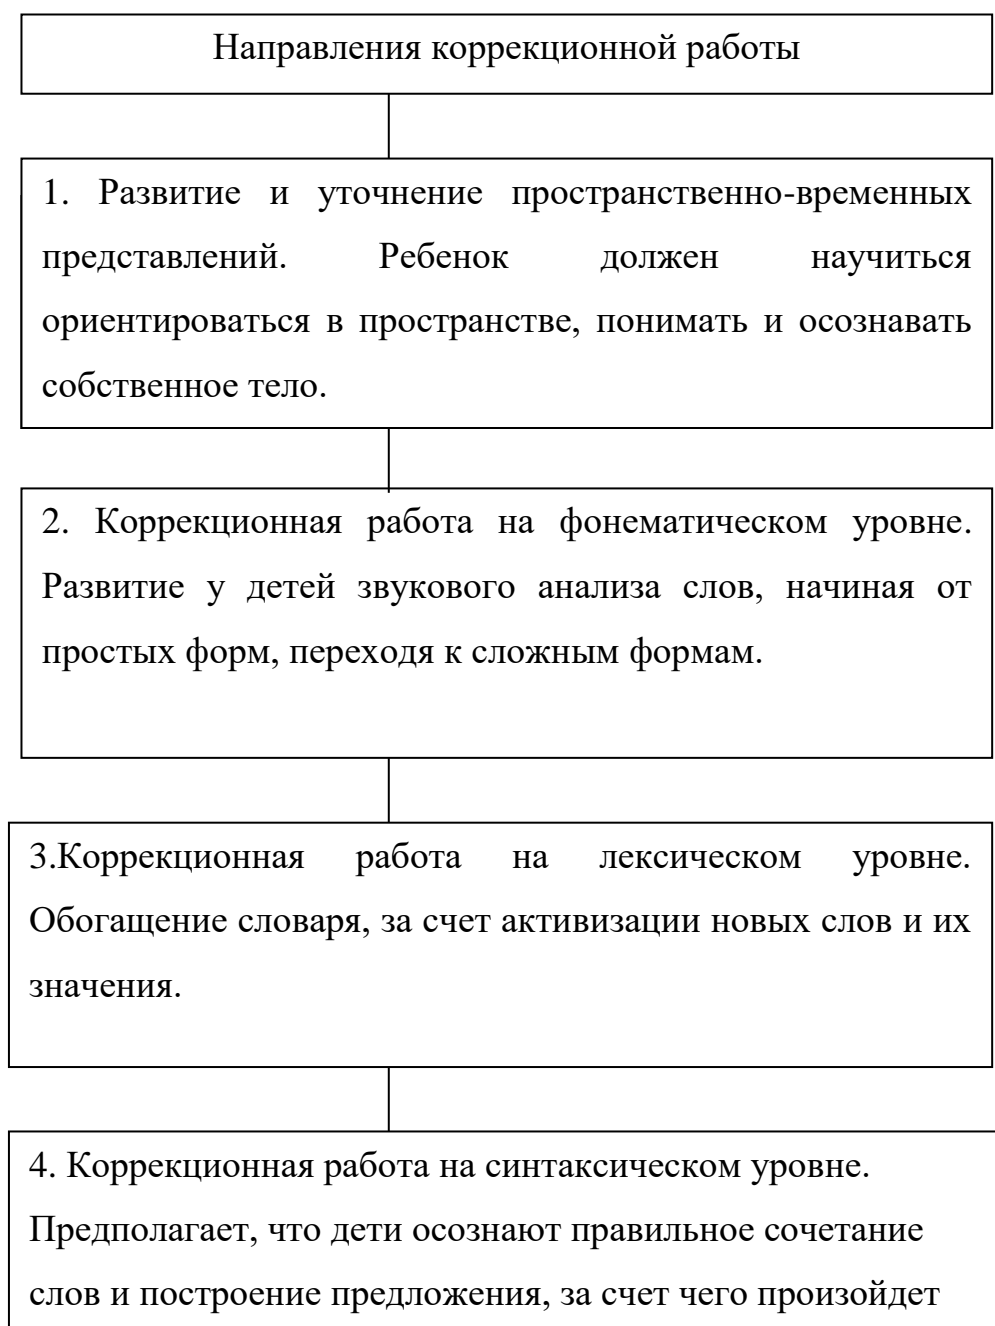 Направления коррекционной работы
1. Развитие и уточнение пространственно-временных
представлений. Ребенок должен научиться
ориентироваться в пространстве, понимать и осознавать
собственное тело.
2. Коррекционная работа на фонематическом уровне.
Развитие у детей звукового анализа слов, начиная от
простых форм, переходя к сложным формам.
3.Коррекционная работа на лексическом уровне.
Обогащение словаря, за счет активизации новых слов и их
значения.
4. Коррекционная работа на синтаксическом уровне.
Предполагает, что дети осознают правильное сочетание
слов и построение предложения, за счет чего произойдет